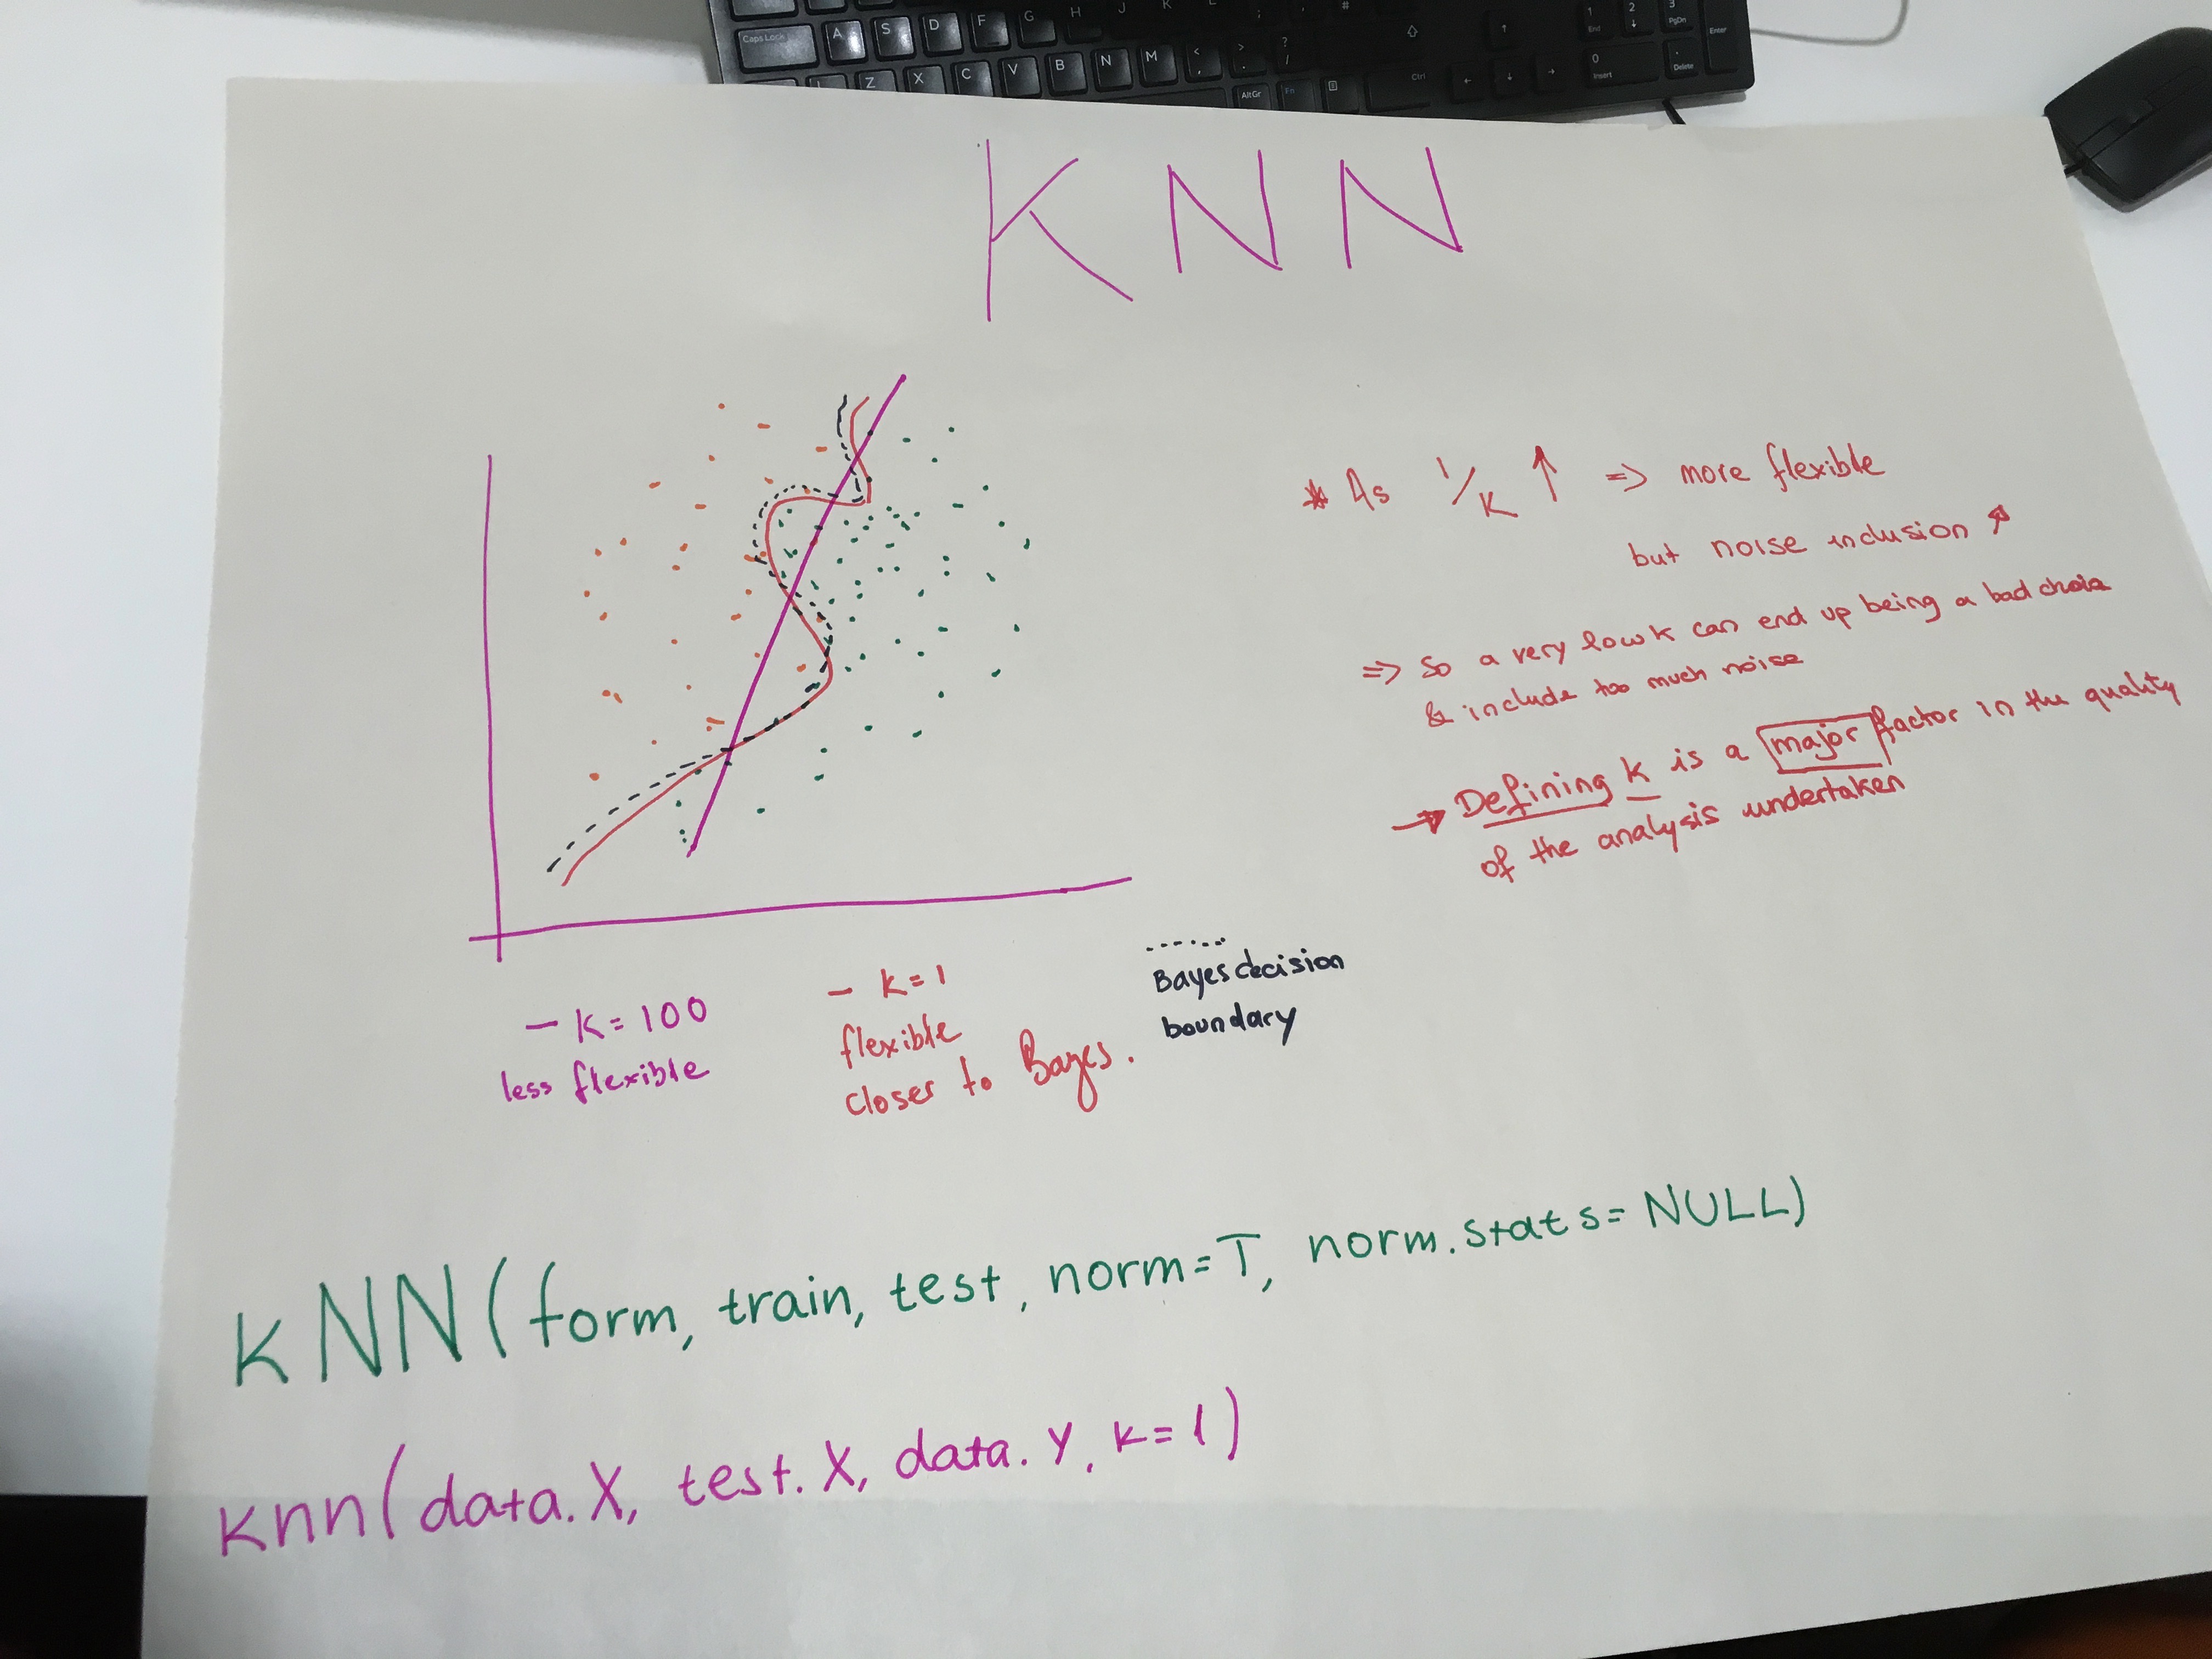 Caps Lock
A S D F G H J K L ; ' #
Z X C V B N M < , > . ? /
AltGr Fn Ctrl
1 End 2 3 PgDn Enter
0 Insert . Delete
KNN
* As 1/K ↑ => more flexible
but noise inclusion ↗
=> So a very low k can end up being a bad choice
& include too much noise
→ Defining k is a major factor in the quality
of the analysis undertaken
– K=100
less flexible
– k=1
flexible
closer to Bayes.
Bayes decision
boundary
kNN(form, train, test, norm=T, norm.stats=NULL)
knn(data.X, test.X, data.Y, k=1)